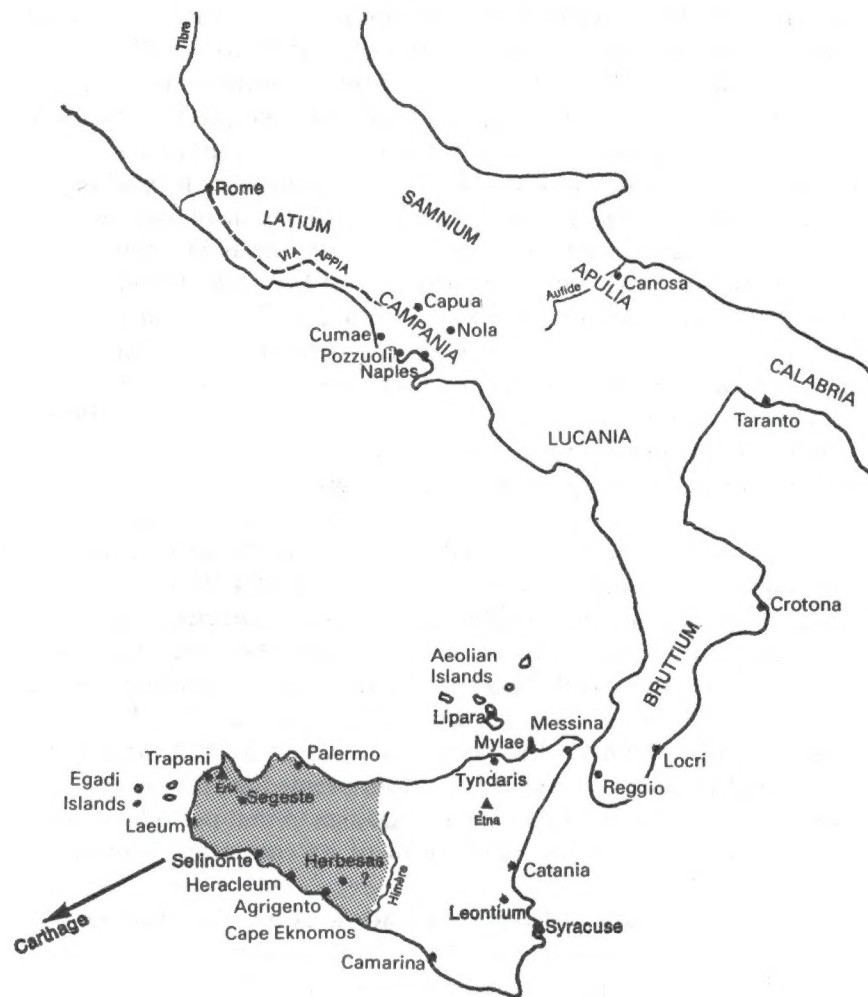 Tibre
Rome
LATIUM
SAMNIUM
VIA APPIA
Aufide
APULIA
Canosa
Capua
CAMPANIA
Nola
Cumae
Pozzuoli
Naples
CALABRIA
Taranto
LUCANIA
Crotona
BRUTTIUM
Aeolian
Islands
Lipara
Messina
Mylae
Locri
Trapani
Palermo
Tyndaris
Reggio
Egadi
Islands
Erix
Segeste
Etna
Laeum
Selinonte
Herbesas
?
Himère
Catania
Heracleum
Leontium
Agrigento
Syracuse
Cape Eknomos
Carthage
Camarina